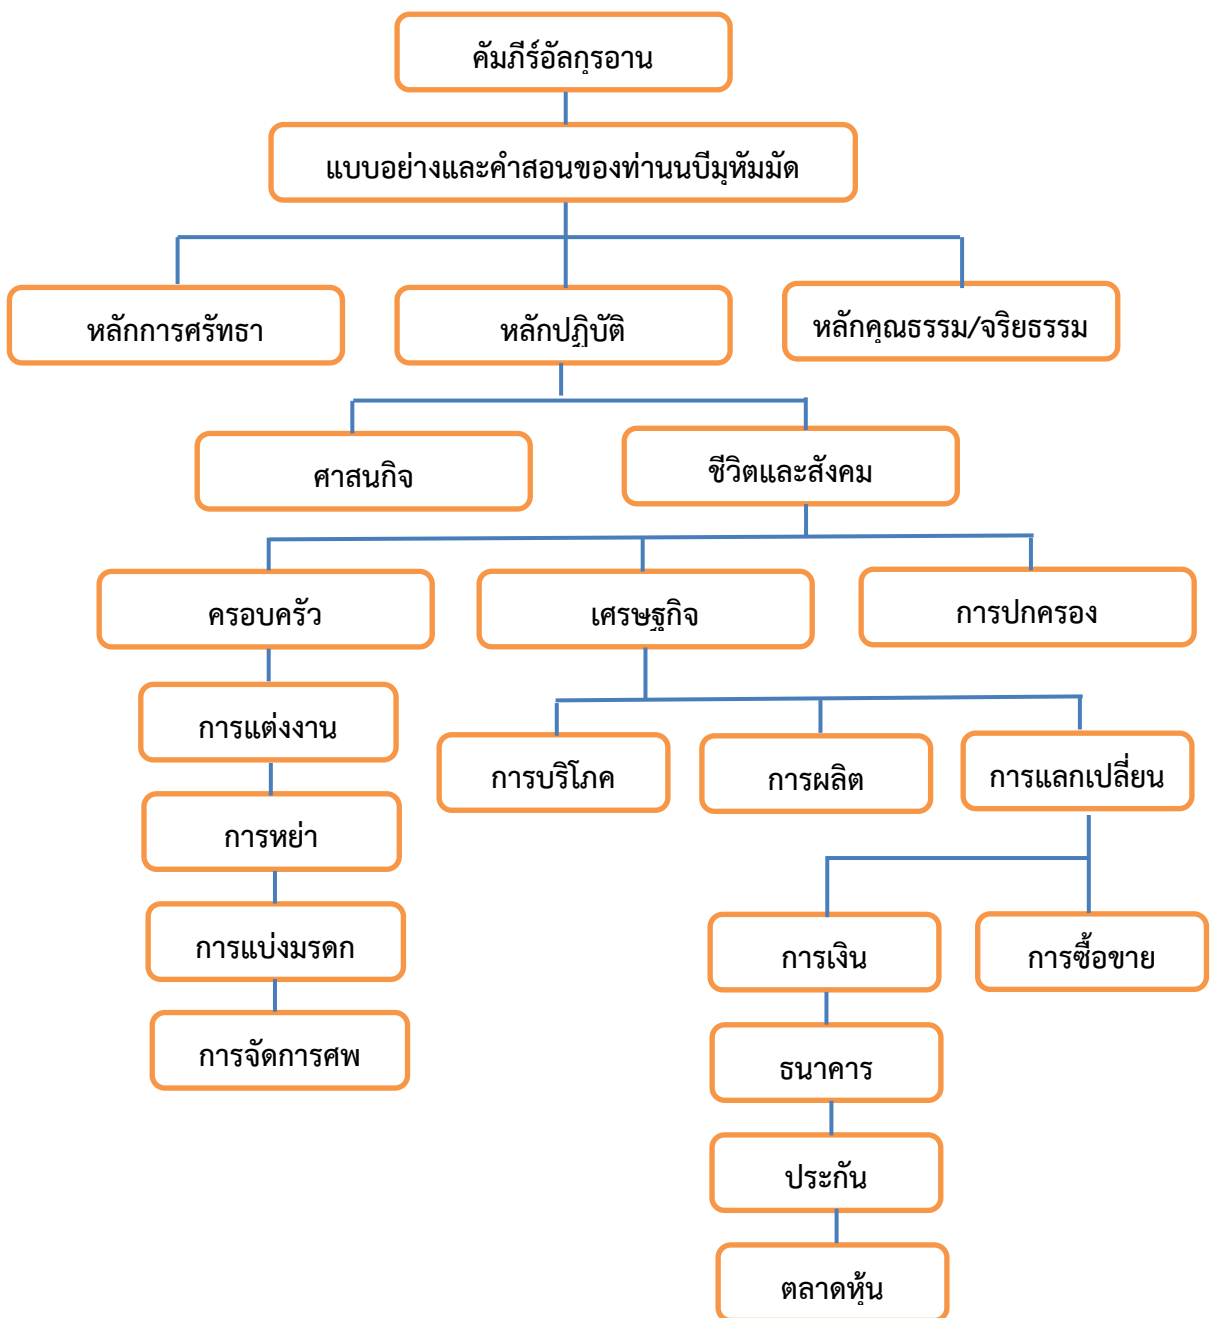 คัมภีร์อัลกุรอาน
แบบอย่างและคำสอนของท่านนบีมุหัมมัด
หลักการศรัทธา
หลักปฏิบัติ
หลักคุณธรรม/จริยธรรม
ศาสนกิจ
ชีวิตและสังคม
ครอบครัว
เศรษฐกิจ
การปกครอง
การแต่งงาน
การบริโภค
การผลิต
การแลกเปลี่ยน
การหย่า
การแบ่งมรดก
การเงิน
การซื้อขาย
การจัดการศพ
ธนาคาร
ประกัน
ตลาดหุ้น